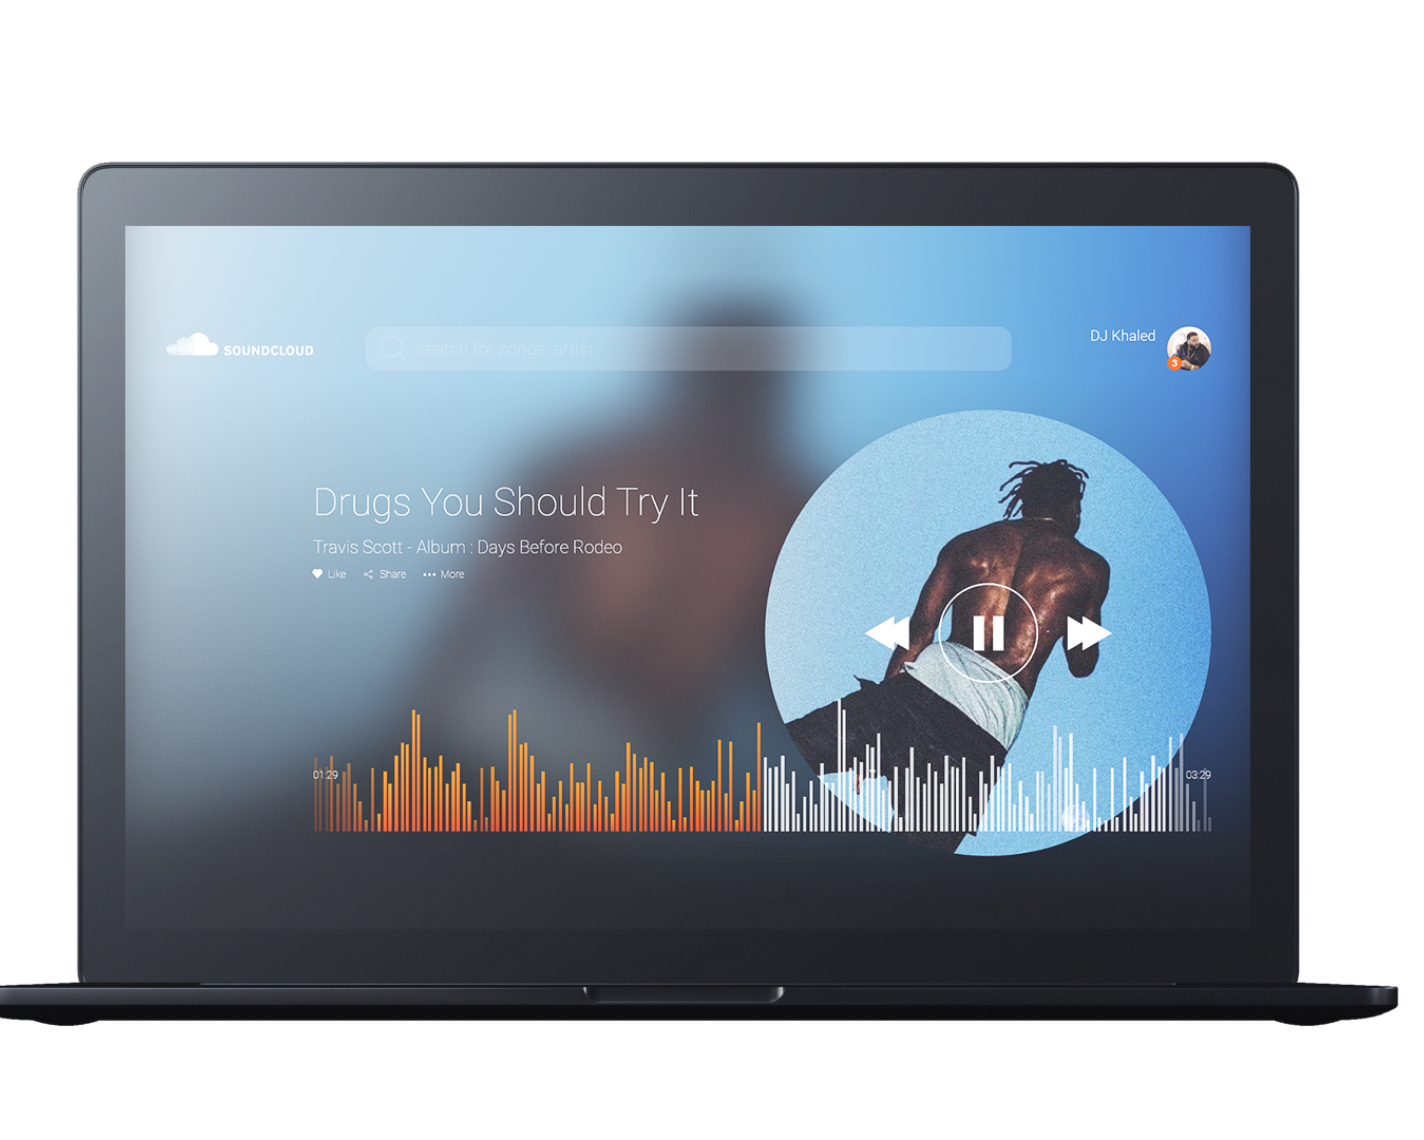 SOUNDCLOUD
search for songs, artist
DJ Khaled
3
Drugs You Should Try It
Travis Scott - Album : Days Before Rodeo
Like Share More
01:29 03:29